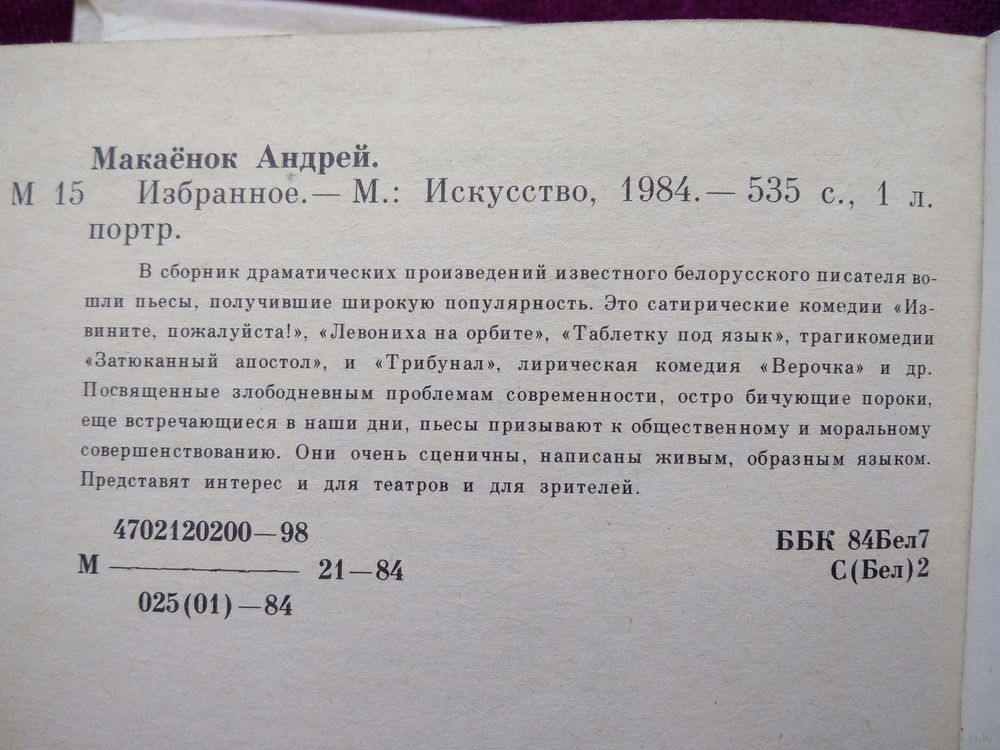 Макаёнок Андрей.
М 15 Избранное.— М.: Искусство, 1984.— 535 с., 1 л.
портр.
В сборник драматических произведений известного белорусского писателя во-
шли пьесы, получившие широкую популярность. Это сатирические комедии «Из-
вините, пожалуйста!», «Левониха на орбите», «Таблетку под язык», трагикомедии
«Затюканный апостол», и «Трибунал», лирическая комедия «Верочка» и др.
Посвященные злободневным проблемам современности, остро бичующие пороки,
еще встречающиеся в наши дни, пьесы призывают к общественному и моральному
совершенствованию. Они очень сценичны, написаны живым, образным языком.
Представят интерес и для театров и для зрителей.
4702120200—98
М ———— 21—84
025(01)—84
ББК 84Бел7
С(Бел)2